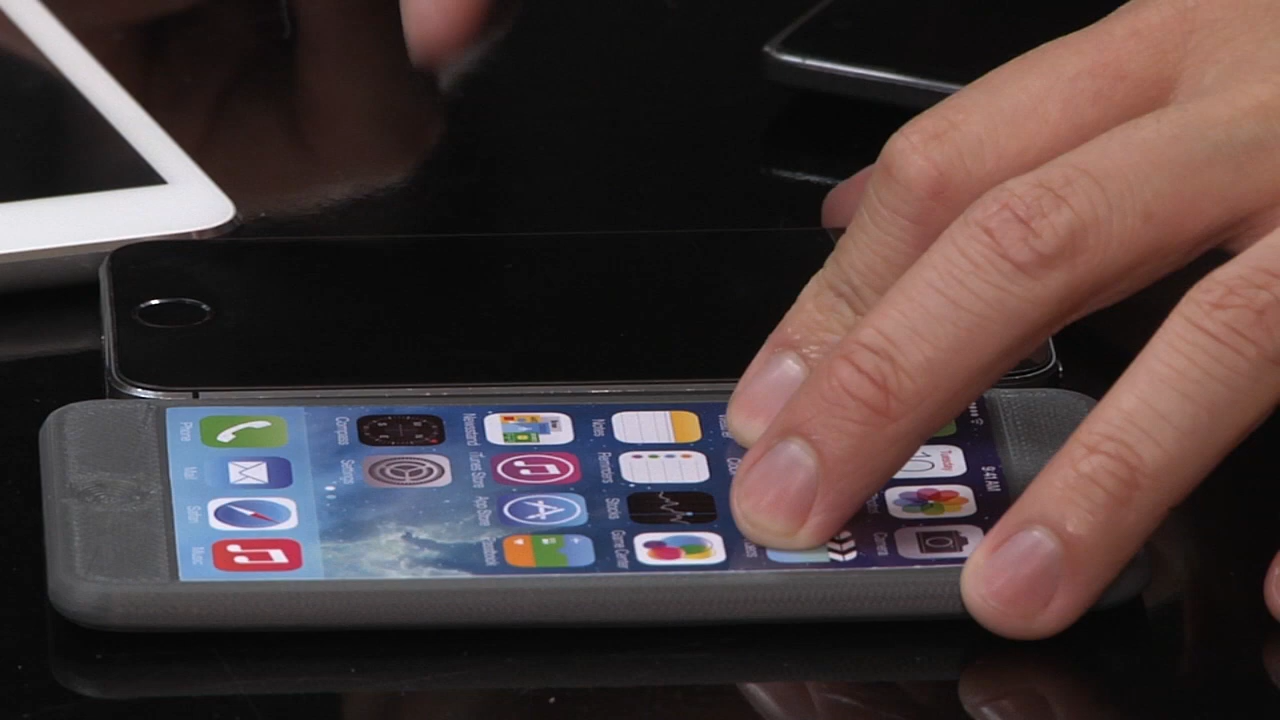 9:41 AM
Tuesday
Camera
Notes
Reminders
Stocks
Game Center
Newsstand
iTunes Store
App Store
Passbook
Compass
Settings
Phone
Mail
Safari
Music